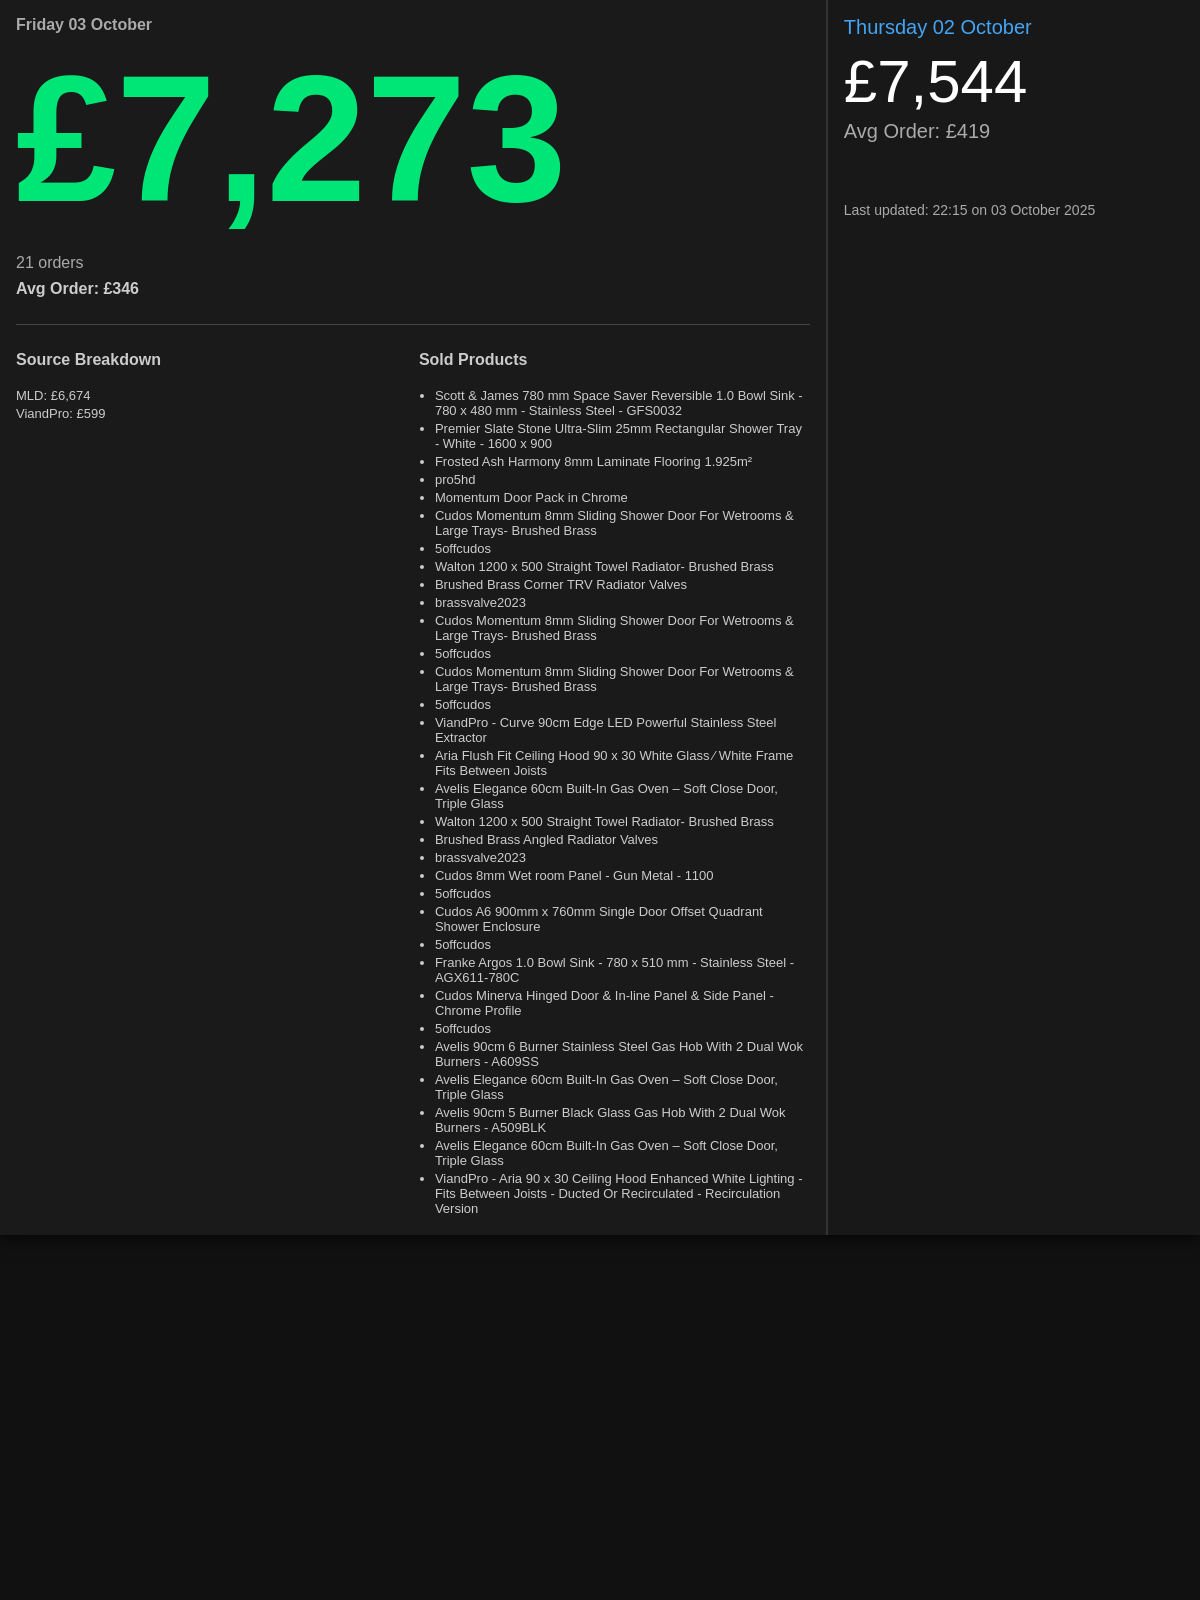 Friday 03 October
£7,273
21 orders
Avg Order: £346
Source Breakdown
MLD: £6,674
ViandPro: £599
Sold Products
Scott & James 780 mm Space Saver Reversible 1.0 Bowl Sink -
780 x 480 mm - Stainless Steel - GFS0032
Premier Slate Stone Ultra-Slim 25mm Rectangular Shower Tray
- White - 1600 x 900
Frosted Ash Harmony 8mm Laminate Flooring 1.925m²
pro5hd
Momentum Door Pack in Chrome
Cudos Momentum 8mm Sliding Shower Door For Wetrooms &
Large Trays- Brushed Brass
5offcudos
Walton 1200 x 500 Straight Towel Radiator- Brushed Brass
Brushed Brass Corner TRV Radiator Valves
brassvalve2023
Cudos Momentum 8mm Sliding Shower Door For Wetrooms &
Large Trays- Brushed Brass
5offcudos
Cudos Momentum 8mm Sliding Shower Door For Wetrooms &
Large Trays- Brushed Brass
5offcudos
ViandPro - Curve 90cm Edge LED Powerful Stainless Steel
Extractor
Aria Flush Fit Ceiling Hood 90 x 30 White Glass ⁄ White Frame
Fits Between Joists
Avelis Elegance 60cm Built-In Gas Oven – Soft Close Door,
Triple Glass
Walton 1200 x 500 Straight Towel Radiator- Brushed Brass
Brushed Brass Angled Radiator Valves
brassvalve2023
Cudos 8mm Wet room Panel - Gun Metal - 1100
5offcudos
Cudos A6 900mm x 760mm Single Door Offset Quadrant
Shower Enclosure
5offcudos
Franke Argos 1.0 Bowl Sink - 780 x 510 mm - Stainless Steel -
AGX611-780C
Cudos Minerva Hinged Door & In-line Panel & Side Panel -
Chrome Profile
5offcudos
Avelis 90cm 6 Burner Stainless Steel Gas Hob With 2 Dual Wok
Burners - A609SS
Avelis Elegance 60cm Built-In Gas Oven – Soft Close Door,
Triple Glass
Avelis 90cm 5 Burner Black Glass Gas Hob With 2 Dual Wok
Burners - A509BLK
Avelis Elegance 60cm Built-In Gas Oven – Soft Close Door,
Triple Glass
ViandPro - Aria 90 x 30 Ceiling Hood Enhanced White Lighting -
Fits Between Joists - Ducted Or Recirculated - Recirculation
Version
Thursday 02 October
£7,544
Avg Order: £419
Last updated: 22:15 on 03 October 2025